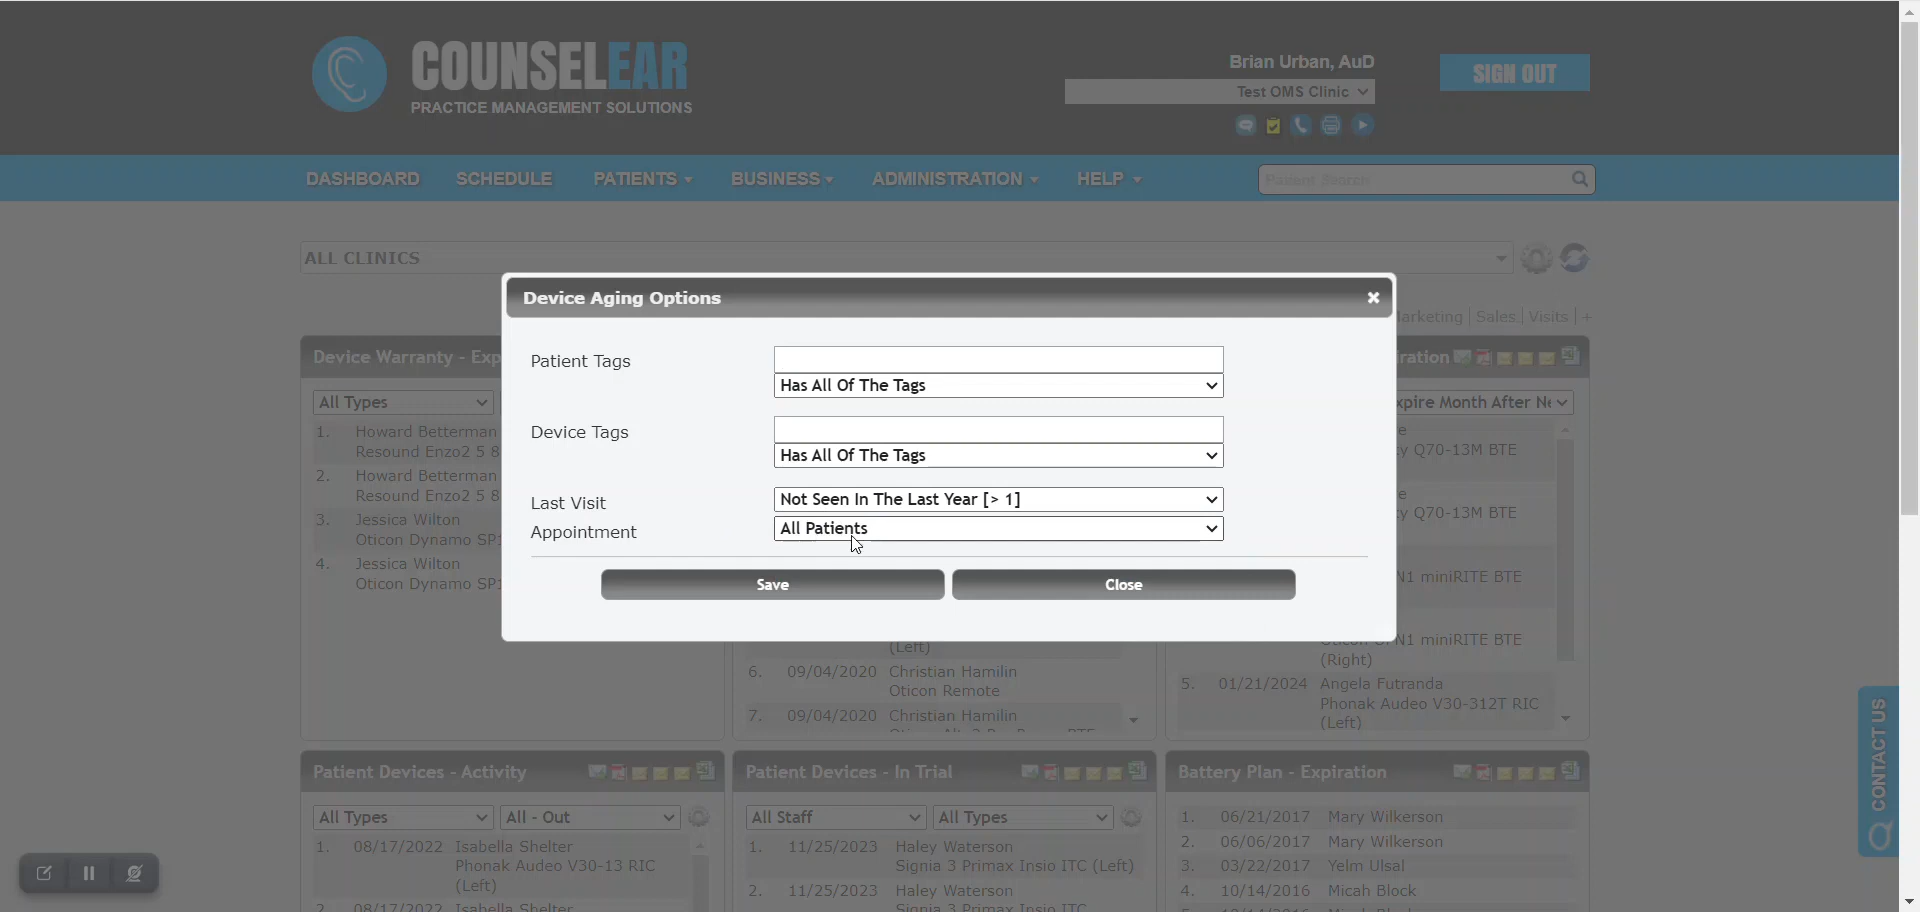 COUNSELEAR
PRACTICE MANAGEMENT SOLUTIONS
Brian Urban, AuD
Test OMS Clinic
SIGN OUT
DASHBOARD SCHEDULE PATIENTS BUSINESS ADMINISTRATION HELP
Patient Search
ALL CLINICS
Marketing | Sales | Visits | +
Device Aging Options
Patient Tags
Has All Of The Tags
Device Tags
Has All Of The Tags
Last Visit
Not Seen In The Last Year [> 1]
Appointment
All Patients
Save
Close
Device Warranty - Exp
All Types
1. Howard Betterman
Resound Enzo2 5 8
2. Howard Betterman
Resound Enzo2 5 8
3. Jessica Wilton
Oticon Dynamo SP
4. Jessica Wilton
Oticon Dynamo SP
(Left)
6. 09/04/2020 Christian Hamilin
Oticon Remote
7. 09/04/2020 Christian Hamilin
ration
xpire Month After Ne
Q70-13M BTE
Q70-13M BTE
N1 miniRITE BTE
N1 miniRITE BTE
(Right)
5. 01/21/2024 Angela Futranda
Phonak Audeo V30-312T RIC
(Left)
CONTACT US
Patient Devices - Activity
All Types
All - Out
1. 08/17/2022 Isabella Shelter
Phonak Audeo V30-13 RIC
(Left)
2. 08/17/2022 Isabella Shelter
Patient Devices - In Trial
All Staff
All Types
1. 11/25/2023 Haley Waterson
Signia 3 Primax Insio ITC (Left)
2. 11/25/2023 Haley Waterson
Signia 3 Primax Insio ITC
Battery Plan - Expiration
1. 06/21/2017 Mary Wilkerson
2. 06/06/2017 Mary Wilkerson
3. 03/22/2017 Yelm Ulsal
4. 10/14/2016 Micah Block